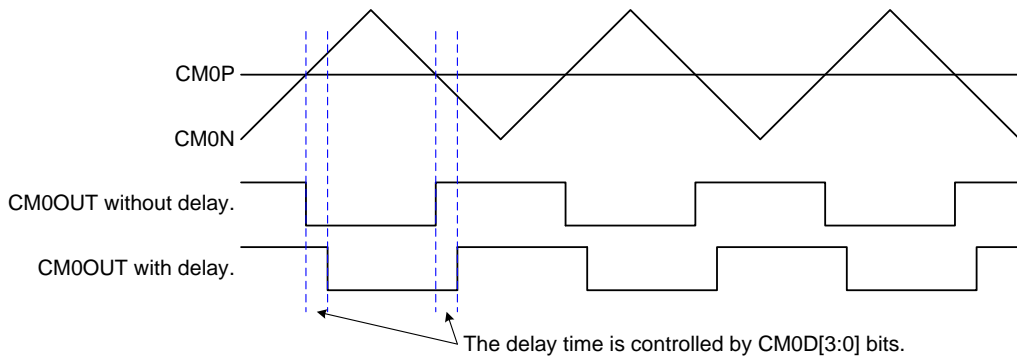 CM0P
CM0N
CM0OUT without delay.
CM0OUT with delay.
The delay time is controlled by CM0D[3:0] bits.